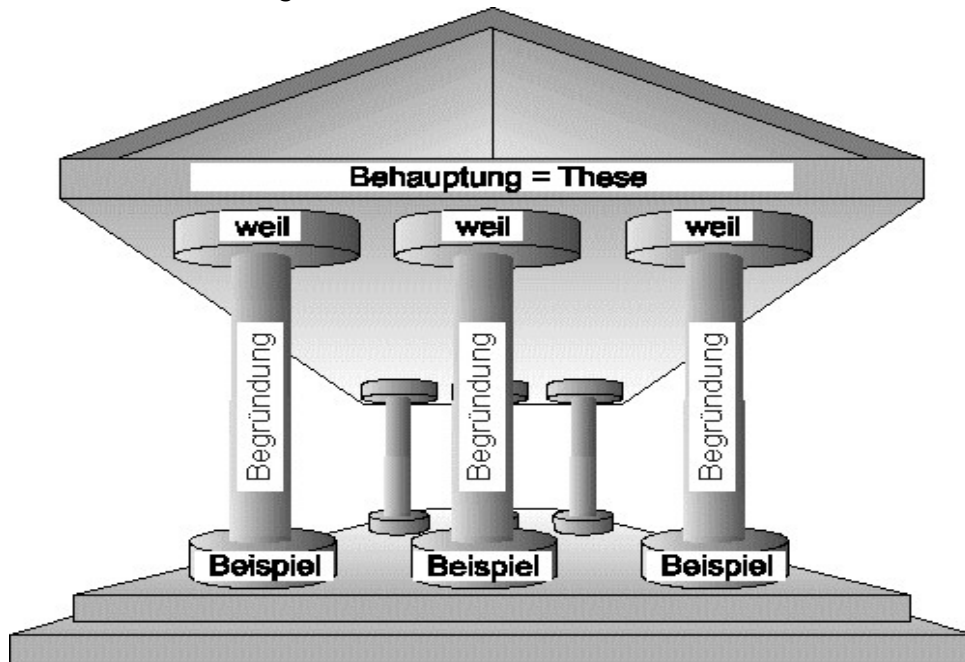 Behauptung = These
weil weil weil
Begründung Begründung Begründung
Beispiel Beispiel Beispiel